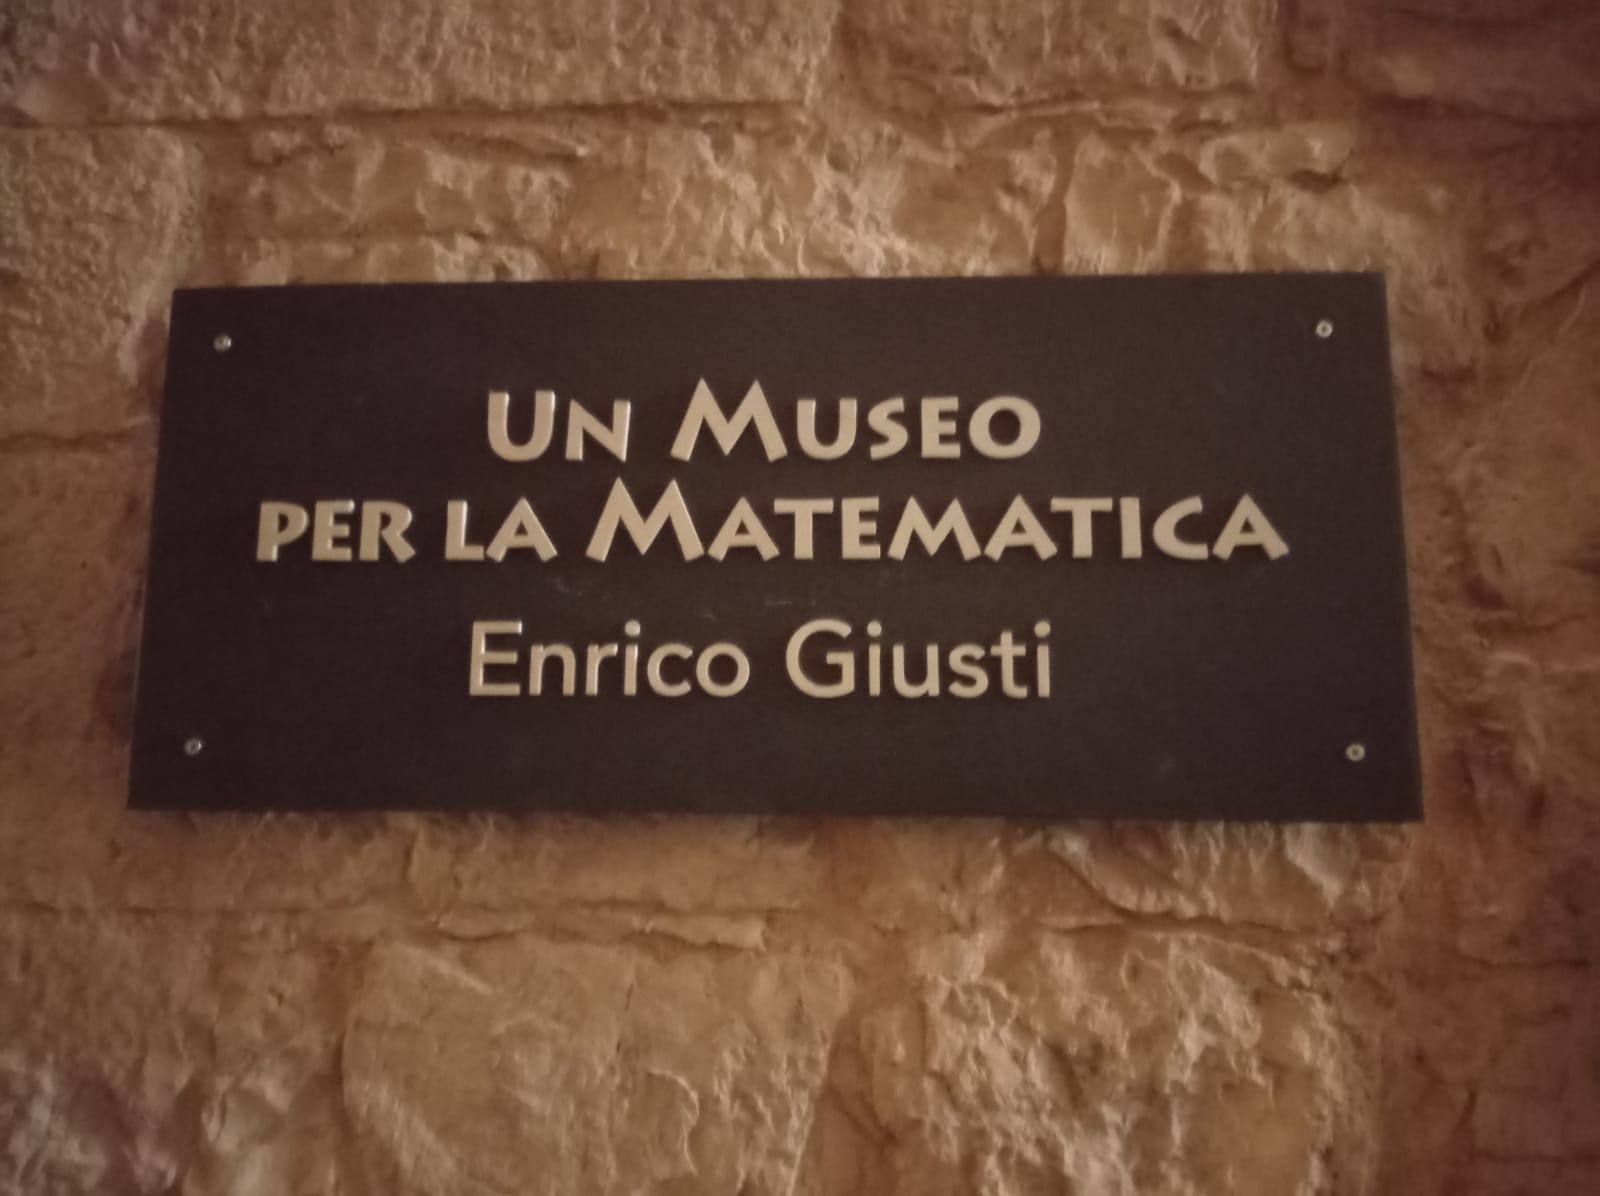 Un Museo
per la Matematica
Enrico Giusti